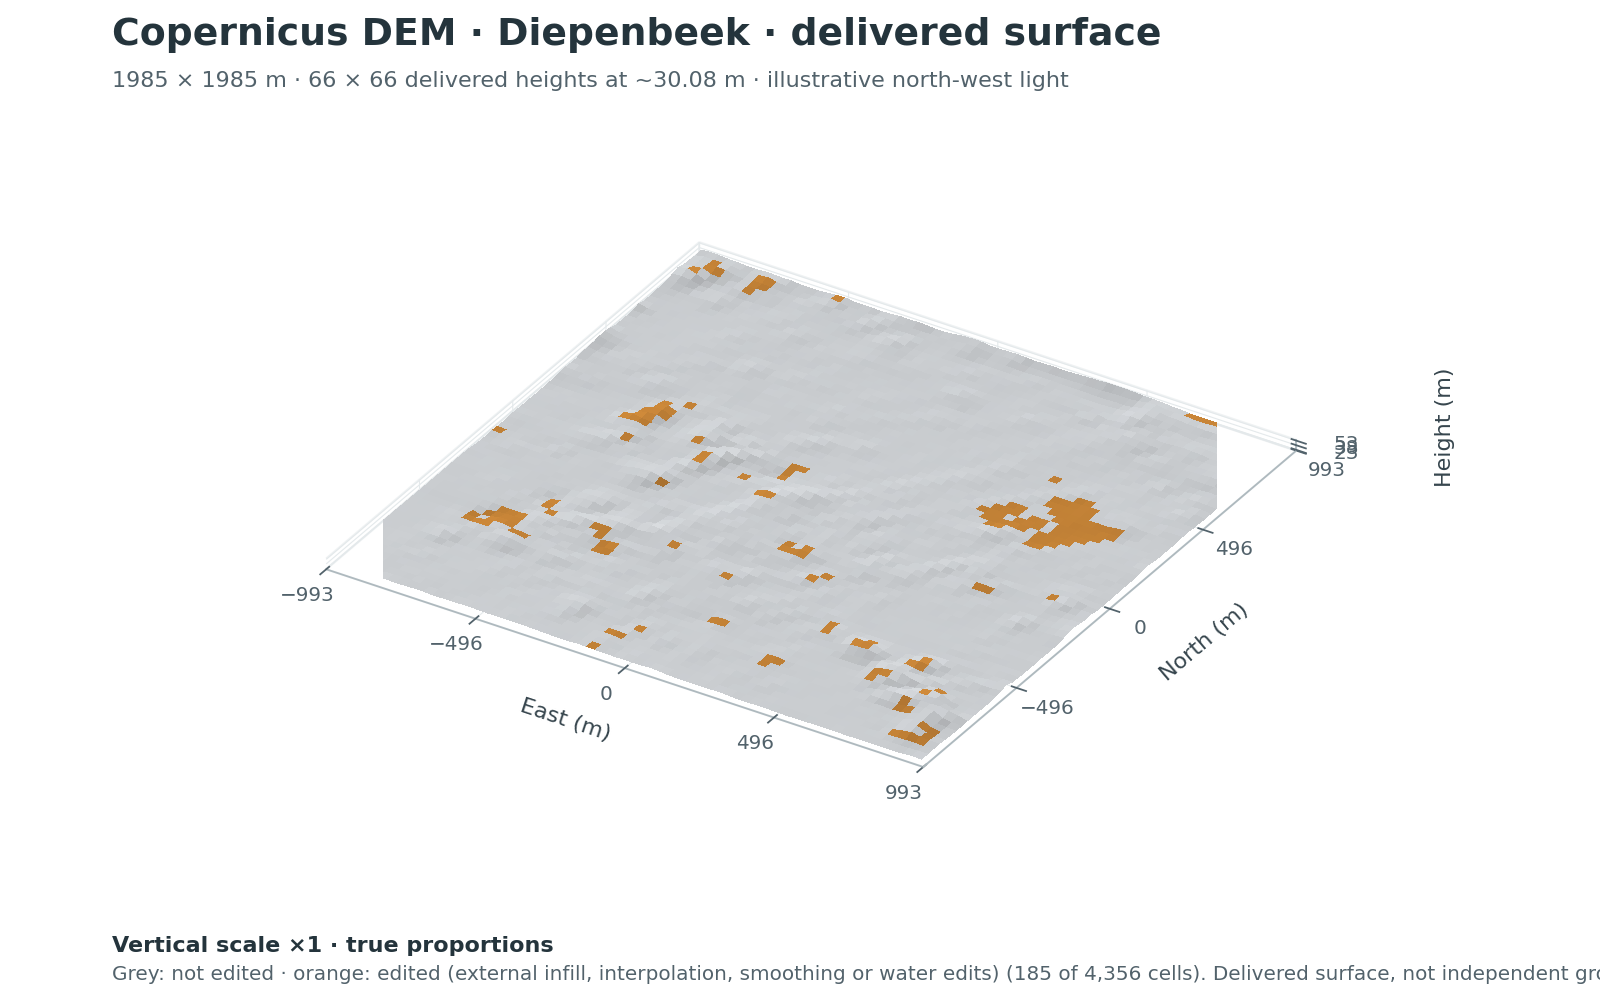 Copernicus DEM · Diepenbeek · delivered surface
1985 × 1985 m · 66 × 66 delivered heights at ~30.08 m · illustrative north-west light
Height (m)
53
25
993
496
0
North (m)
−496
−993
−496
0
East (m)
496
993
Vertical scale ×1 · true proportions
Grey: not edited · orange: edited (external infill, interpolation, smoothing or water edits) (185 of 4,356 cells). Delivered surface, not independent